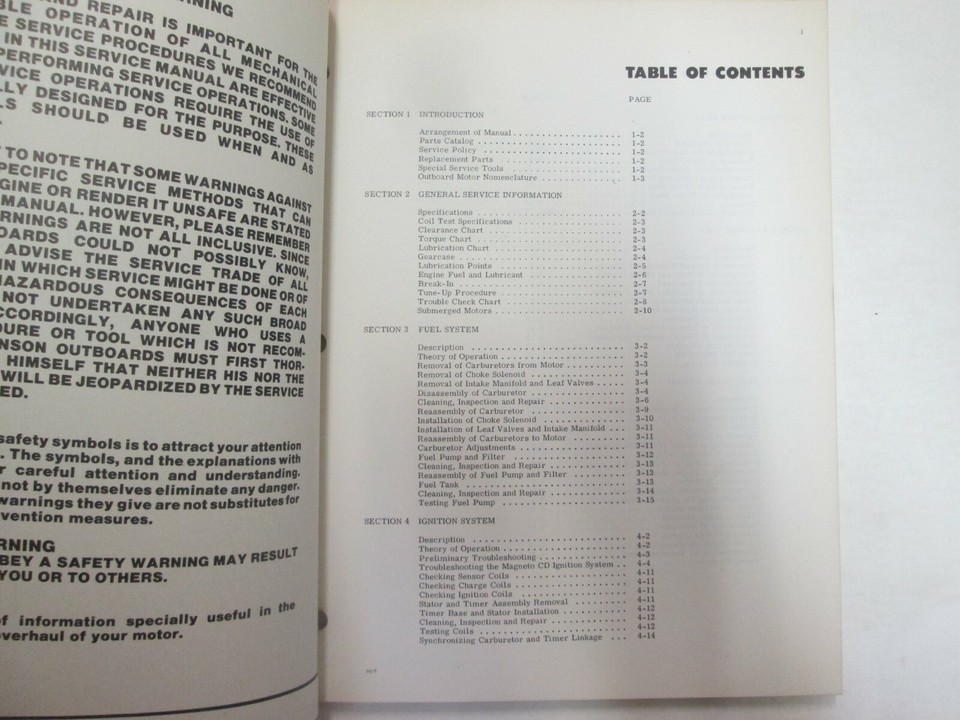 RNING
AND REPAIR IS IMPORTANT FOR THE
BLE OPERATION OF ALL MECHANICAL
E SERVICE PROCEDURES WE RECOMMEND
IN THIS SERVICE MANUAL ARE EFFECTIVE
PERFORMING SERVICE OPERATIONS. SOME
VICE OPERATIONS REQUIRE THE USE OF
LLY DESIGNED FOR THE PURPOSE. THESE
LS SHOULD BE USED WHEN AND AS
TO NOTE THAT SOME WARNINGS AGAINST
PECIFIC SERVICE METHODS THAT CAN
GINE OR RENDER IT UNSAFE ARE STATED
MANUAL. HOWEVER, PLEASE REMEMBER
ARNINGS ARE NOT ALL INCLUSIVE. SINCE
OARDS COULD NOT POSSIBLY KNOW,
ADVISE THE SERVICE TRADE OF ALL
IN WHICH SERVICE MIGHT BE DONE OR OF
HAZARDOUS CONSEQUENCES OF EACH
NOT UNDERTAKEN ANY SUCH BROAD
CCORDINGLY, ANYONE WHO USES A
DURE OR TOOL WHICH IS NOT RECOM-
NSON OUTBOARDS MUST FIRST THOR-
HIMSELF THAT NEITHER HIS NOR THE
WILL BE JEOPARDIZED BY THE SERVICE
ED.
safety symbols is to attract your attention
. The symbols, and the explanations with
r careful attention and understanding.
not by themselves eliminate any danger.
warnings they give are not substitutes for
vention measures.
RNING
BEY A SAFETY WARNING MAY RESULT
YOU OR TO OTHERS.
of information specially useful in the
overhaul of your motor.
1
TABLE OF CONTENTS
PAGE
SECTION 1 INTRODUCTION
Arrangement of Manual . . . . . 1-2
Parts Catalog . . . . . 1-2
Service Policy . . . . . 1-2
Replacement Parts . . . . . 1-2
Special Service Tools . . . . . 1-2
Outboard Motor Nomenclature . . . . . 1-3
SECTION 2 GENERAL SERVICE INFORMATION
Specifications . . . . . 2-2
Coil Test Specifications . . . . . 2-3
Clearance Chart . . . . . 2-3
Torque Chart . . . . . 2-3
Lubrication Chart . . . . . 2-4
Gearcase . . . . . 2-4
Lubrication Points . . . . . 2-5
Engine Fuel and Lubricant . . . . . 2-6
Break-In . . . . . 2-7
Tune-Up Procedure . . . . . 2-7
Trouble Check Chart . . . . . 2-8
Submerged Motors . . . . . 2-10
SECTION 3 FUEL SYSTEM
Description . . . . . 3-2
Theory of Operation . . . . . 3-2
Removal of Carburetors from Motor . . . . . 3-3
Removal of Choke Solenoid . . . . . 3-4
Removal of Intake Manifold and Leaf Valves . . . . . 3-4
Disassembly of Carburetor . . . . . 3-4
Cleaning, Inspection and Repair . . . . . 3-6
Reassembly of Carburetor . . . . . 3-9
Installation of Choke Solenoid . . . . . 3-10
Installation of Leaf Valves and Intake Manifold . . . 3-11
Reassembly of Carburetors to Motor . . . . . 3-11
Carburetor Adjustments . . . . . 3-11
Fuel Pump and Filter . . . . . 3-12
Cleaning, Inspection and Repair . . . . . 3-13
Reassembly of Fuel Pump and Filter . . . . . 3-13
Fuel Tank . . . . . 3-13
Cleaning, Inspection and Repair . . . . . 3-14
Testing Fuel Pump . . . . . 3-15
SECTION 4 IGNITION SYSTEM
Description . . . . . 4-2
Theory of Operation . . . . . 4-2
Preliminary Troubleshooting . . . . . 4-3
Troubleshooting the Magneto CD Ignition System . . 4-4
Checking Sensor Coils . . . . . 4-11
Checking Charge Coils . . . . . 4-11
Checking Ignition Coils . . . . . 4-11
Stator and Timer Assembly Removal . . . . . 4-11
Timer Base and Stator Installation . . . . . 4-12
Cleaning, Inspection and Repair . . . . . 4-12
Testing Coils . . . . . 4-12
Synchronizing Carburetor and Timer Linkage . . . 4-14